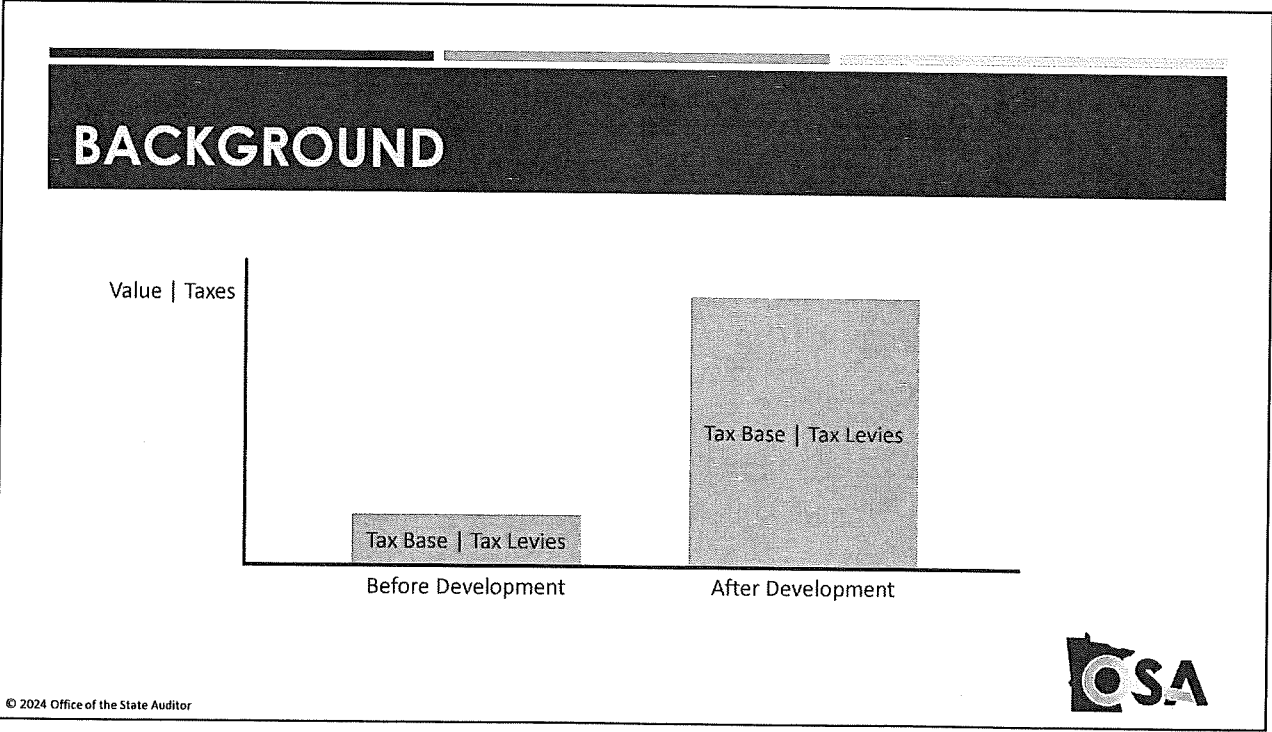 BACKGROUND
Value | Taxes
Tax Base | Tax Levies
Tax Base | Tax Levies
Before Development
After Development
OSA
© 2024 Office of the State Auditor